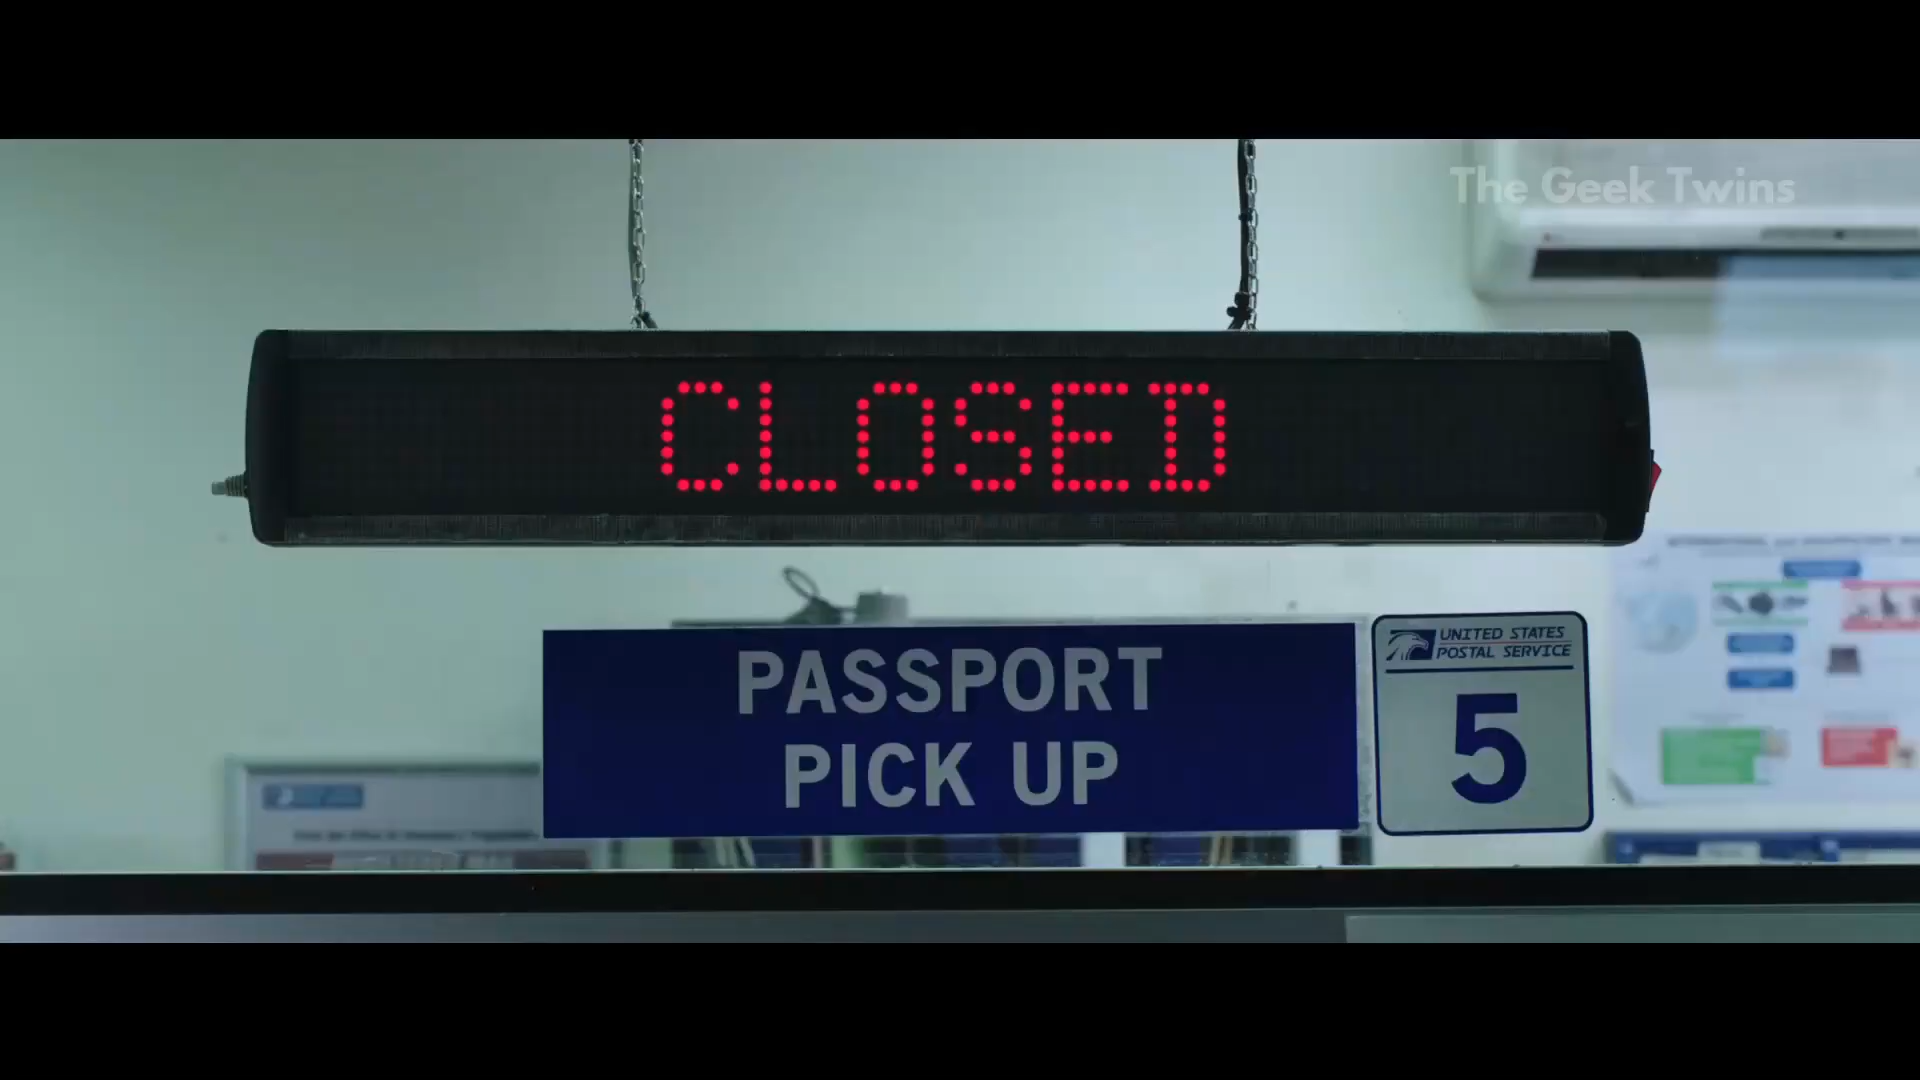 The Geek Twins
CLOSED
PASSPORT
PICK UP
UNITED STATES
POSTAL SERVICE
5